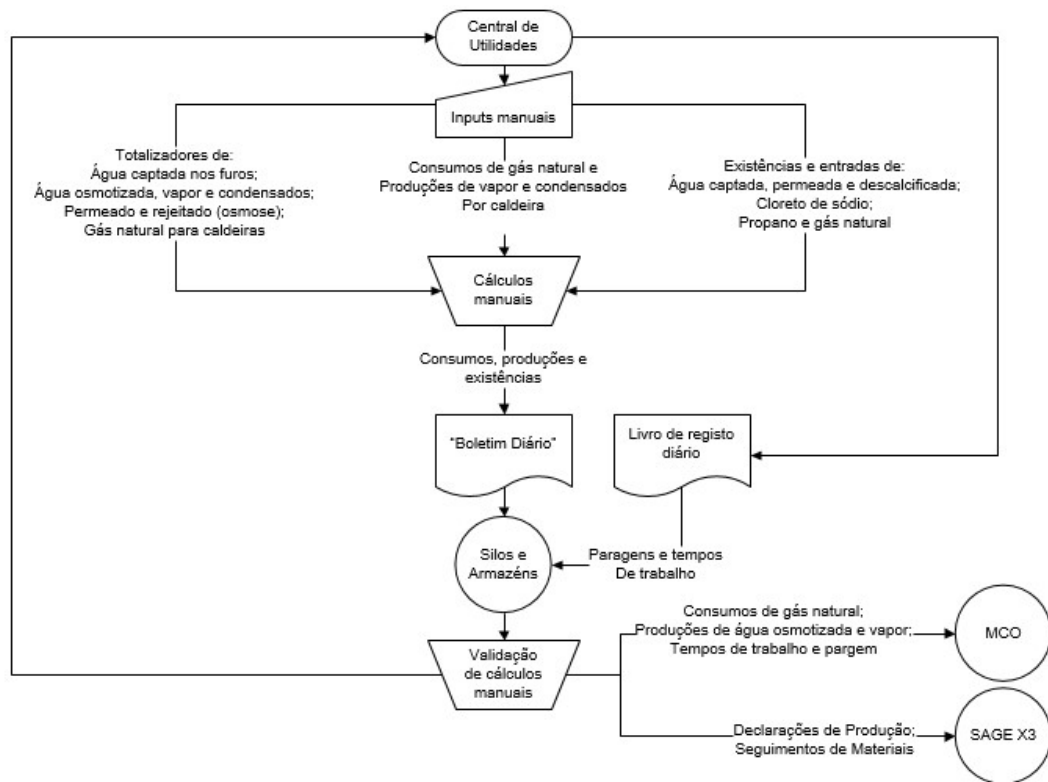 Central de
Utilidades
Inputs manuais
Totalizadores de:
Água captada nos furos;
Água osmotizada, vapor e condensados;
Permeado e rejeitado (osmose);
Gás natural para caldeiras
Consumos de gás natural e
Produções de vapor e condensados
Por caldeira
Existências e entradas de:
Água captada, permeada e descalcificada;
Cloreto de sódio;
Propano e gás natural
Cálculos
manuais
Consumos, produções e
existências
"Boletim Diário"
Livro de registo
diário
Silos e
Armazéns
Paragens e tempos
De trabalho
Validação
de cálculos
manuais
Consumos de gás natural;
Produções de água osmotizada e vapor;
Tempos de trabalho e pargem
MCO
Declarações de Produção;
Seguimentos de Materiais
SAGE X3